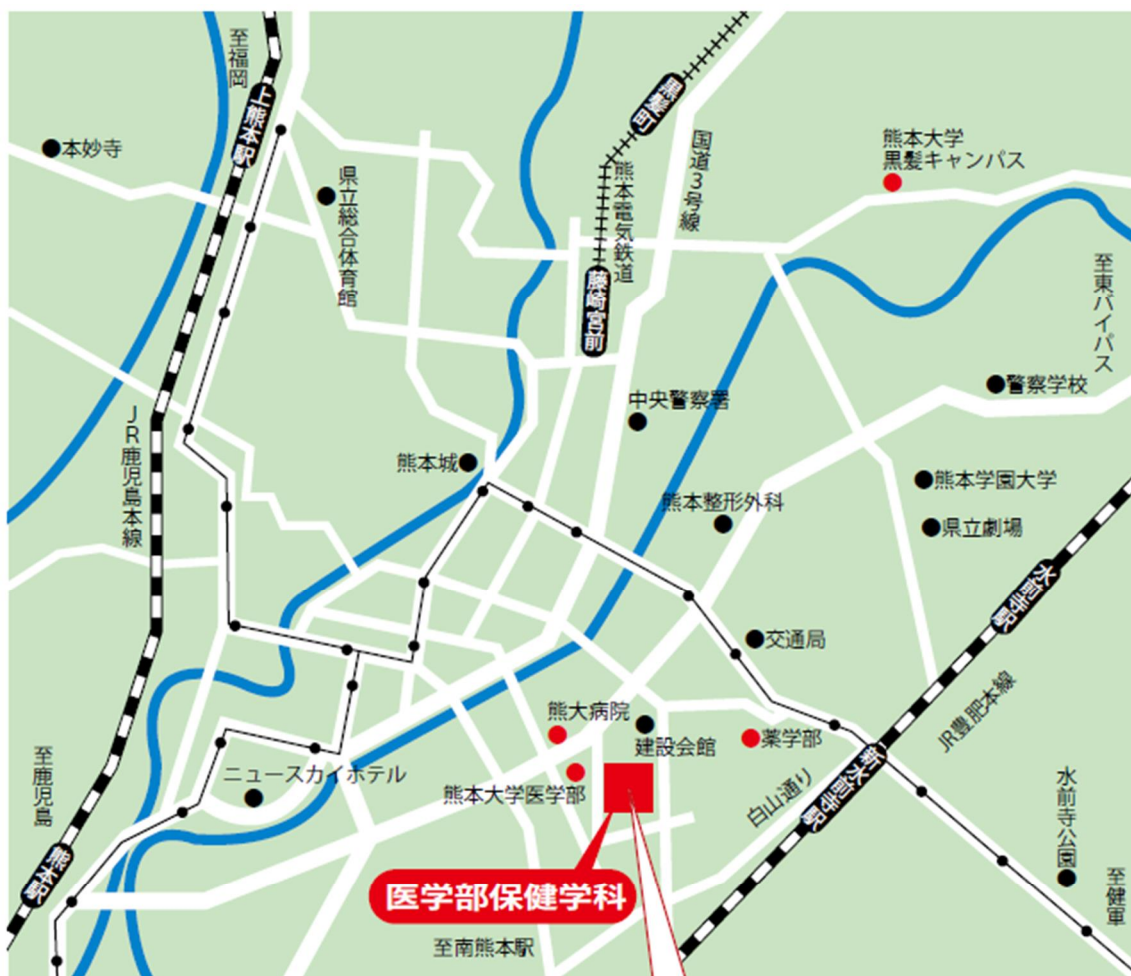 至福岡
上熊本駅
本妙寺
県立総合体育館
黒髪町
国道3号線
熊本電気鉄道
藤崎宮前
熊本大学
黒髪キャンパス
至東バイパス
警察学校
中央警察署
熊本城
JR鹿児島本線
熊本整形外科
熊本学園大学
県立劇場
水前寺駅
交通局
JR豊肥本線
熊大病院
建設会館
薬学部
新水前寺駅
白山通り
熊本大学医学部
ニュースカイホテル
至鹿児島
熊本駅
水前寺公園
至健軍
医学部保健学科
至南熊本駅